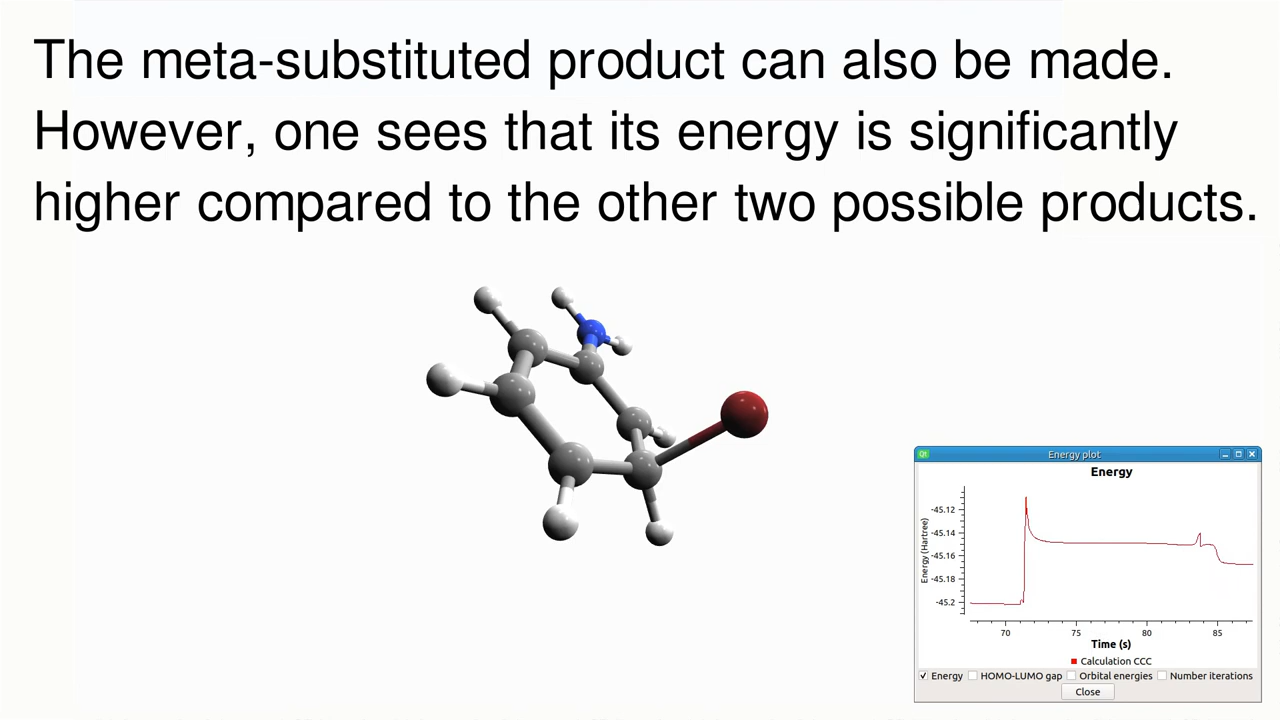 The meta-substituted product can also be made.
However, one sees that its energy is significantly
higher compared to the other two possible products.
Qt Energy plot
Energy
Energy (Hartree)
-45.12
-45.14
-45.16
-45.18
-45.2
70 75 80 85
Time (s)
Calculation CCC
Energy HOMO-LUMO gap Orbital energies Number iterations
Close